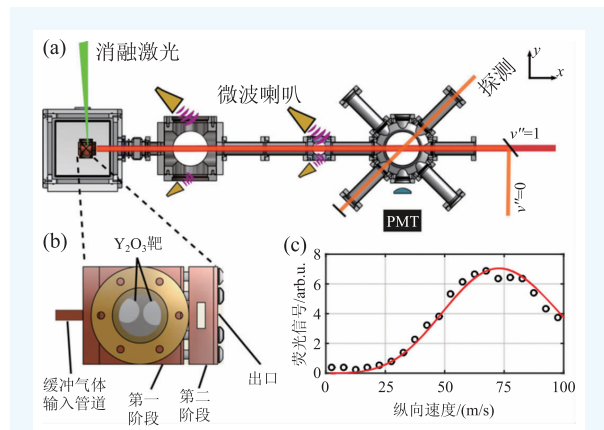 (a)
消融激光
微波喇叭
探测
y
x
v″=1
v″=0
PMT
(b)
Y₂O₃靶
缓冲气体
输入管道
第一
阶段
第二
阶段
出口
(c)
荧光信号/arb.u.
8
6
4
2
0
0 25 50 75 100
纵向速度/(m/s)